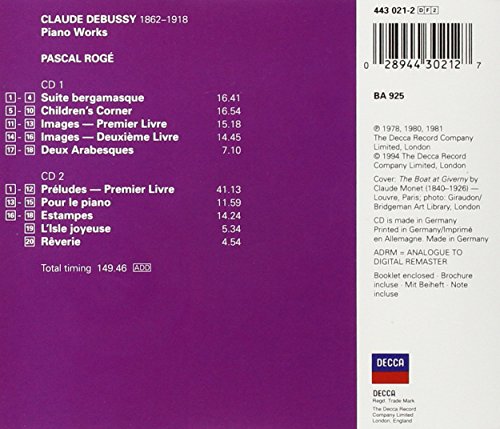 CLAUDE DEBUSSY 1862–1918
Piano Works
PASCAL ROGÉ
CD 1
1 - 4 Suite bergamasque 16.41
5 - 10 Children's Corner 16.54
11 - 13 Images — Premier Livre 15.18
14 - 16 Images — Deuxième Livre 14.45
17 - 18 Deux Arabesques 7.10
CD 2
1 - 12 Préludes — Premier Livre 41.13
13 - 15 Pour le piano 11.59
16 - 18 Estampes 14.24
19 L'Isle joyeuse 5.34
20 Rêverie 4.54
Total timing 149.46 ADD
443 021-2 D F 2
0 28944 30212 7
BA 925
℗ 1978, 1980, 1981
The Decca Record Company
Limited, London
© 1994 The Decca Record
Company Limited, London
Cover: The Boat at Giverny by
Claude Monet (1840–1926) —
Louvre, Paris; photo: Giraudon/
Bridgeman Art Library, London
CD is made in Germany
Printed in Germany/Imprimé
en Allemagne. Made in Germany
ADRM = ANALOGUE TO
DIGITAL REMASTER
Booklet enclosed · Brochure
incluse · Mit Beiheft · Note
incluse
DECCA
DECCA
Regd. Trade Mark
The Decca Record
Company Limited
London, England